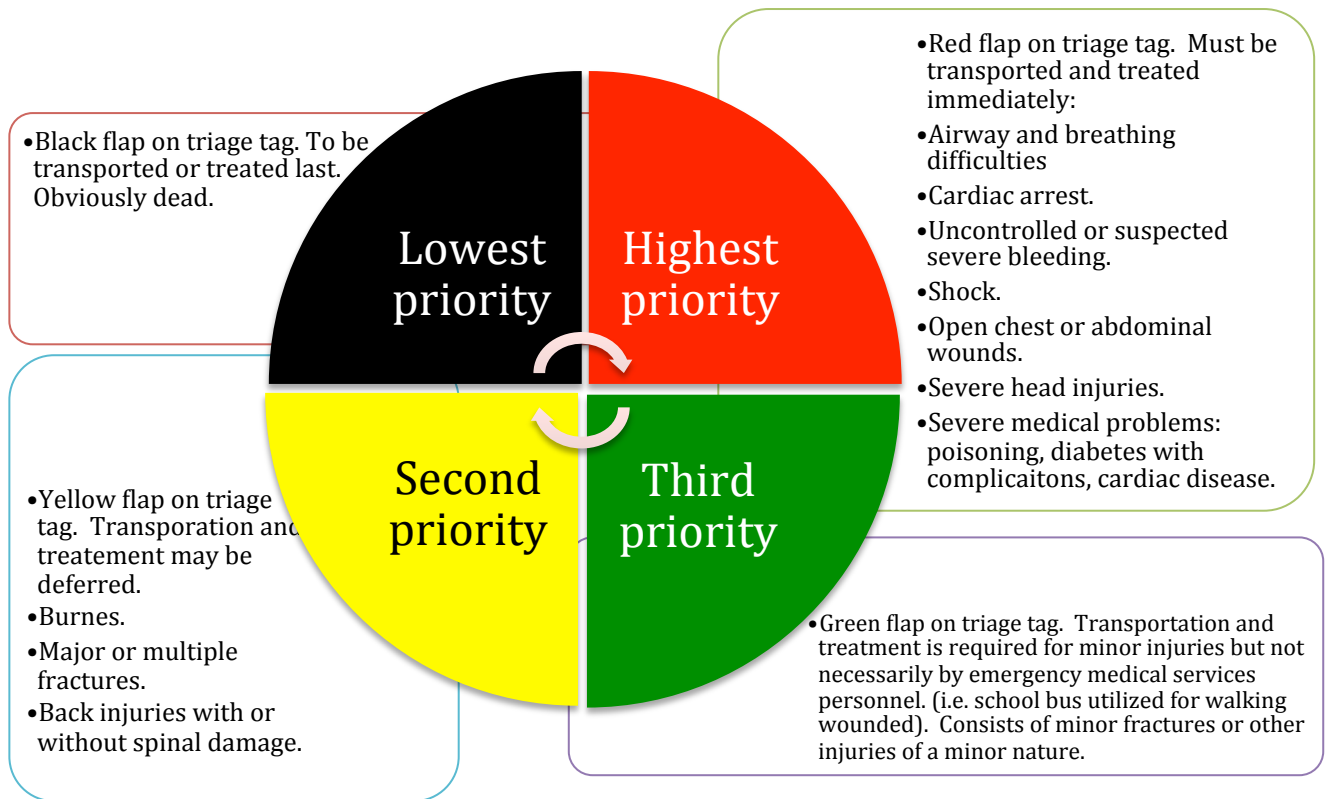 •Black flap on triage tag. To be
transported or treated last.
Obviously dead.
Lowest
priority
Highest
priority
•Red flap on triage tag.  Must be
transported and treated
immediately:
•Airway and breathing
difficulties
•Cardiac arrest.
•Uncontrolled or suspected
severe bleeding.
•Shock.
•Open chest or abdominal
wounds.
•Severe head injuries.
•Severe medical problems:
poisoning, diabetes with
complicaitons, cardiac disease.
•Yellow flap on triage
tag.  Transporation and
treatement may be
deferred.
•Burnes.
•Major or multiple
fractures.
•Back injuries with or
without spinal damage.
Second
priority
Third
priority
•Green flap on triage tag.  Transportation and
treatment is required for minor injuries but not
necessarily by emergency medical services
personnel. (i.e. school bus utilized for walking
wounded).  Consists of minor fractures or other
injuries of a minor nature.